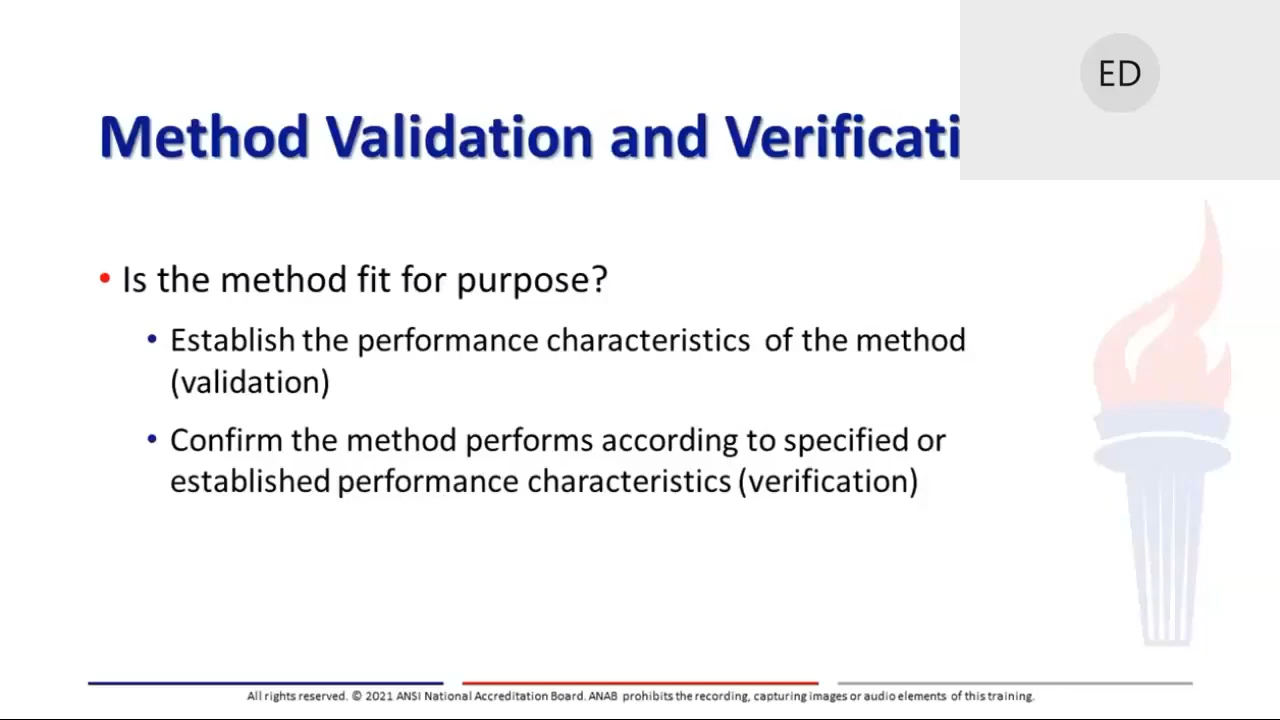 ED
Method Validation and Verificati
• Is the method fit for purpose?
• Establish the performance characteristics of the method
(validation)
• Confirm the method performs according to specified or
established performance characteristics (verification)
All rights reserved. © 2021 ANSI National Accreditation Board. ANAB prohibits the recording, capturing images or audio elements of this training.